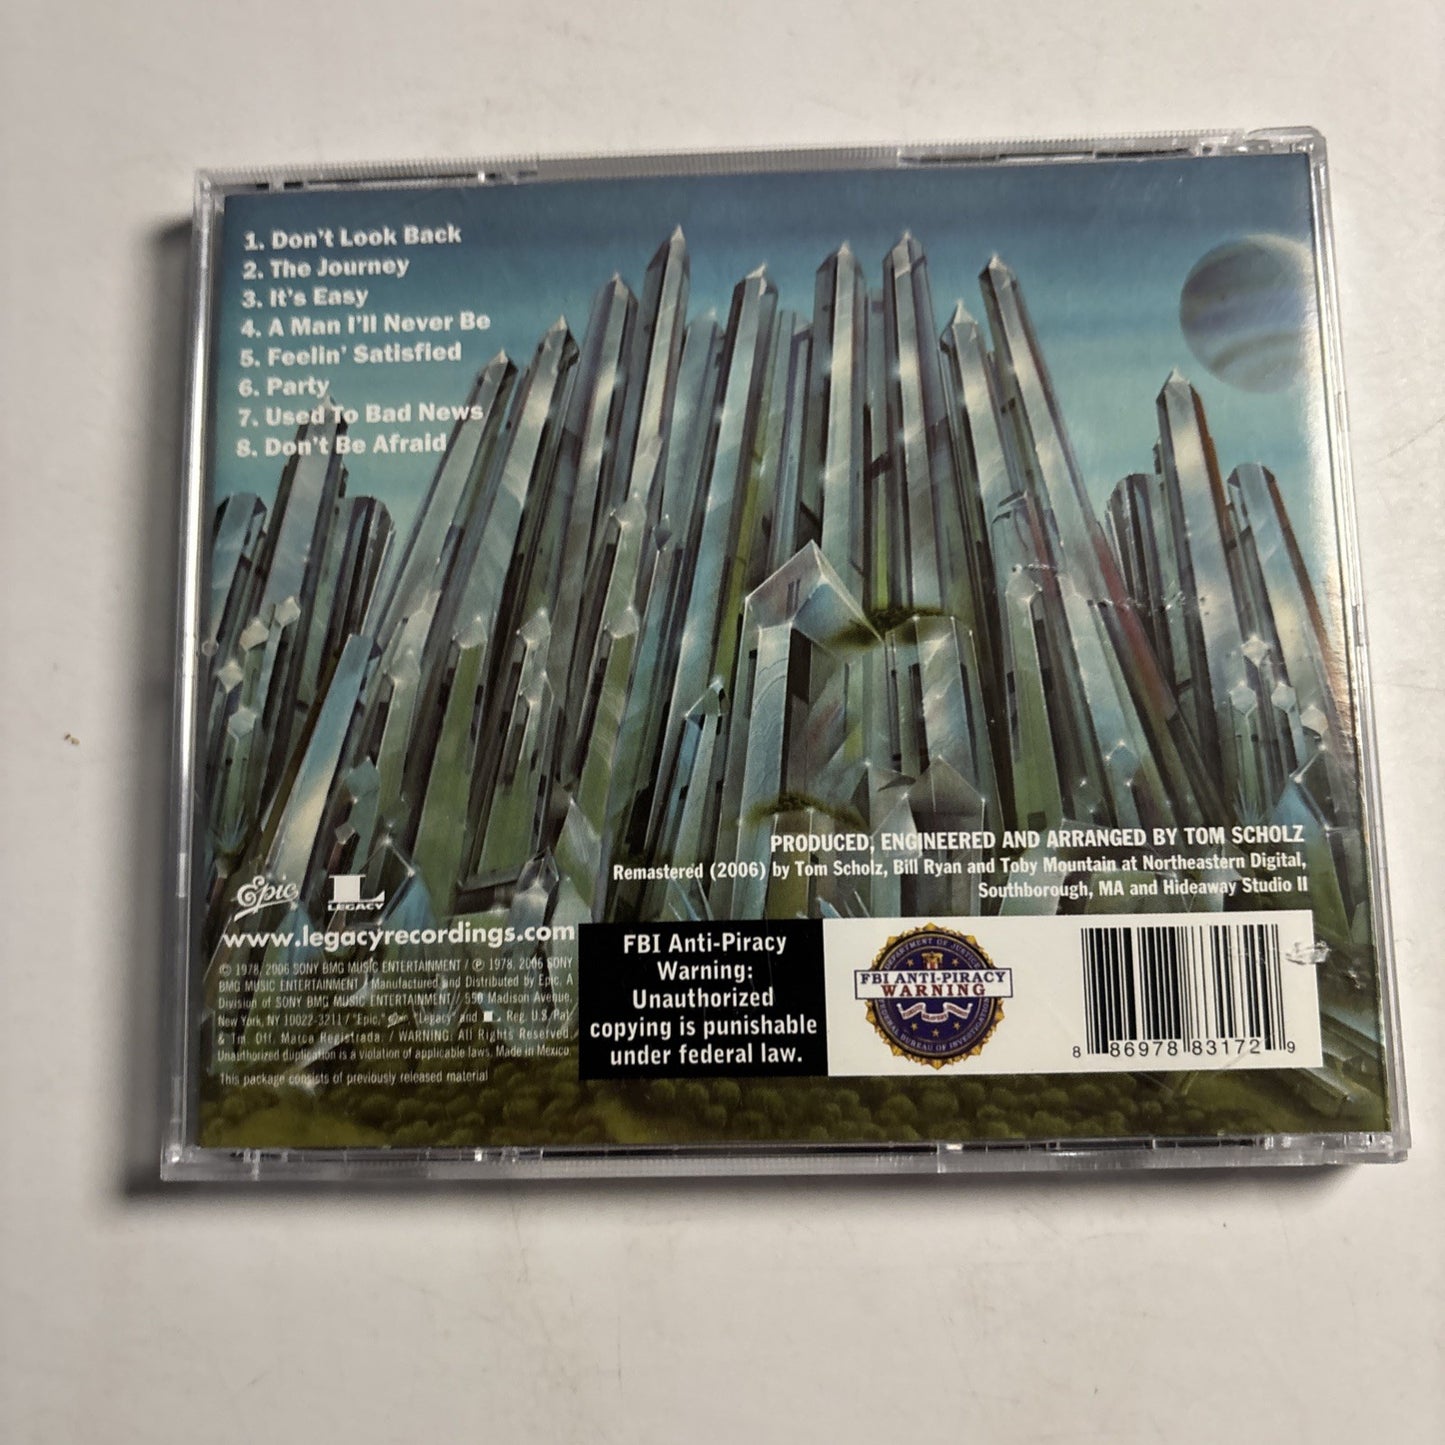 1. Don't Look Back
2. The Journey
3. It's Easy
4. A Man I'll Never Be
5. Feelin' Satisfied
6. Party
7. Used To Bad News
8. Don't Be Afraid
PRODUCED, ENGINEERED AND ARRANGED BY TOM SCHOLZ
Remastered (2006) by Tom Scholz, Bill Ryan and Toby Mountain at Northeastern Digital,
Southborough, MA and Hideaway Studio II
Epic
LEGACY
www.legacyrecordings.com
© 1978, 2006 SONY BMG MUSIC ENTERTAINMENT / ℗ 1978, 2006 SONY
BMG MUSIC ENTERTAINMENT / Manufactured and Distributed by Epic, A
Division of SONY BMG MUSIC ENTERTAINMENT / 550 Madison Avenue,
New York, NY 10022-3211 / "Epic," "Legacy" and L Reg. U.S. Pat.
& Tm. Off. Marca Registrada. / WARNING: All Rights Reserved.
Unauthorized duplication is a violation of applicable laws. Made in Mexico.
This package consists of previously released material
FBI Anti-Piracy
Warning:
Unauthorized
copying is punishable
under federal law.
DEPARTMENT OF JUSTICE
FBI ANTI-PIRACY
WARNING
FEDERAL BUREAU OF INVESTIGATION
8 86978 83172 9